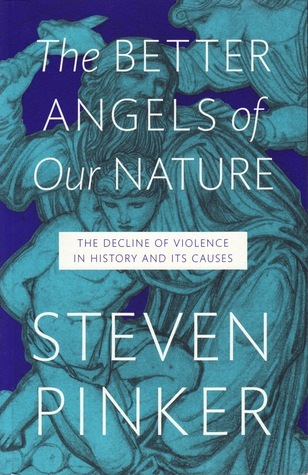 The BETTER
ANGELS of
Our NATURE
THE DECLINE OF VIOLENCE
IN HISTORY AND ITS CAUSES
STEVEN
PINKER